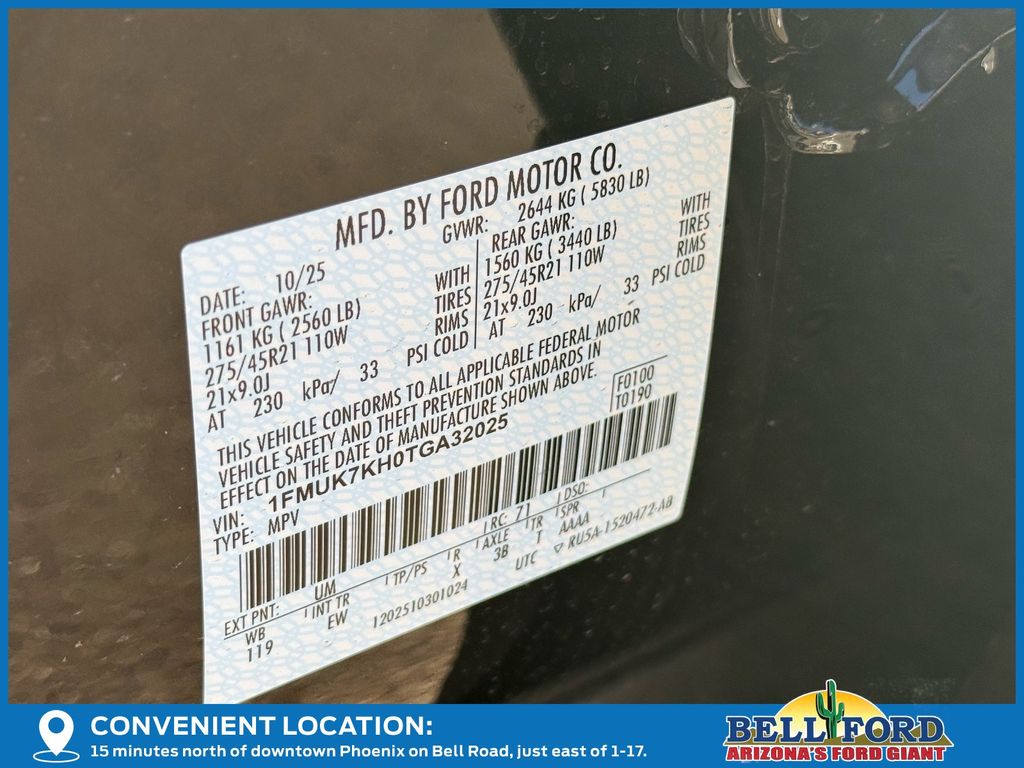 MFD. BY FORD MOTOR CO.
DATE: 10/25 GVWR: 2644 KG ( 5830 LB)
FRONT GAWR: REAR GAWR:
1161 KG ( 2560 LB) WITH 1560 KG ( 3440 LB) WITH
275/45R21 110W TIRES 275/45R21 110W TIRES
21x9.0J RIMS 21x9.0J RIMS
AT 230 kPa/ 33 PSI COLD AT 230 kPa/ 33 PSI COLD
THIS VEHICLE CONFORMS TO ALL APPLICABLE FEDERAL MOTOR
VEHICLE SAFETY AND THEFT PREVENTION STANDARDS IN
EFFECT ON THE DATE OF MANUFACTURE SHOWN ABOVE.
F0100
T0190
VIN: 1FMUK7KH0TGA32025
TYPE: MPV
EXT PNT: UM RC: 71 DSO:
WB INT TR TP/PS R AXLE TR SPR
119 EW X 3B T AAAA
1202510301024 UTC ▽ RU5A-1520472-AB
CONVENIENT LOCATION:
15 minutes north of downtown Phoenix on Bell Road, just east of 1-17.
BELL FORD
ARIZONA'S FORD GIANT